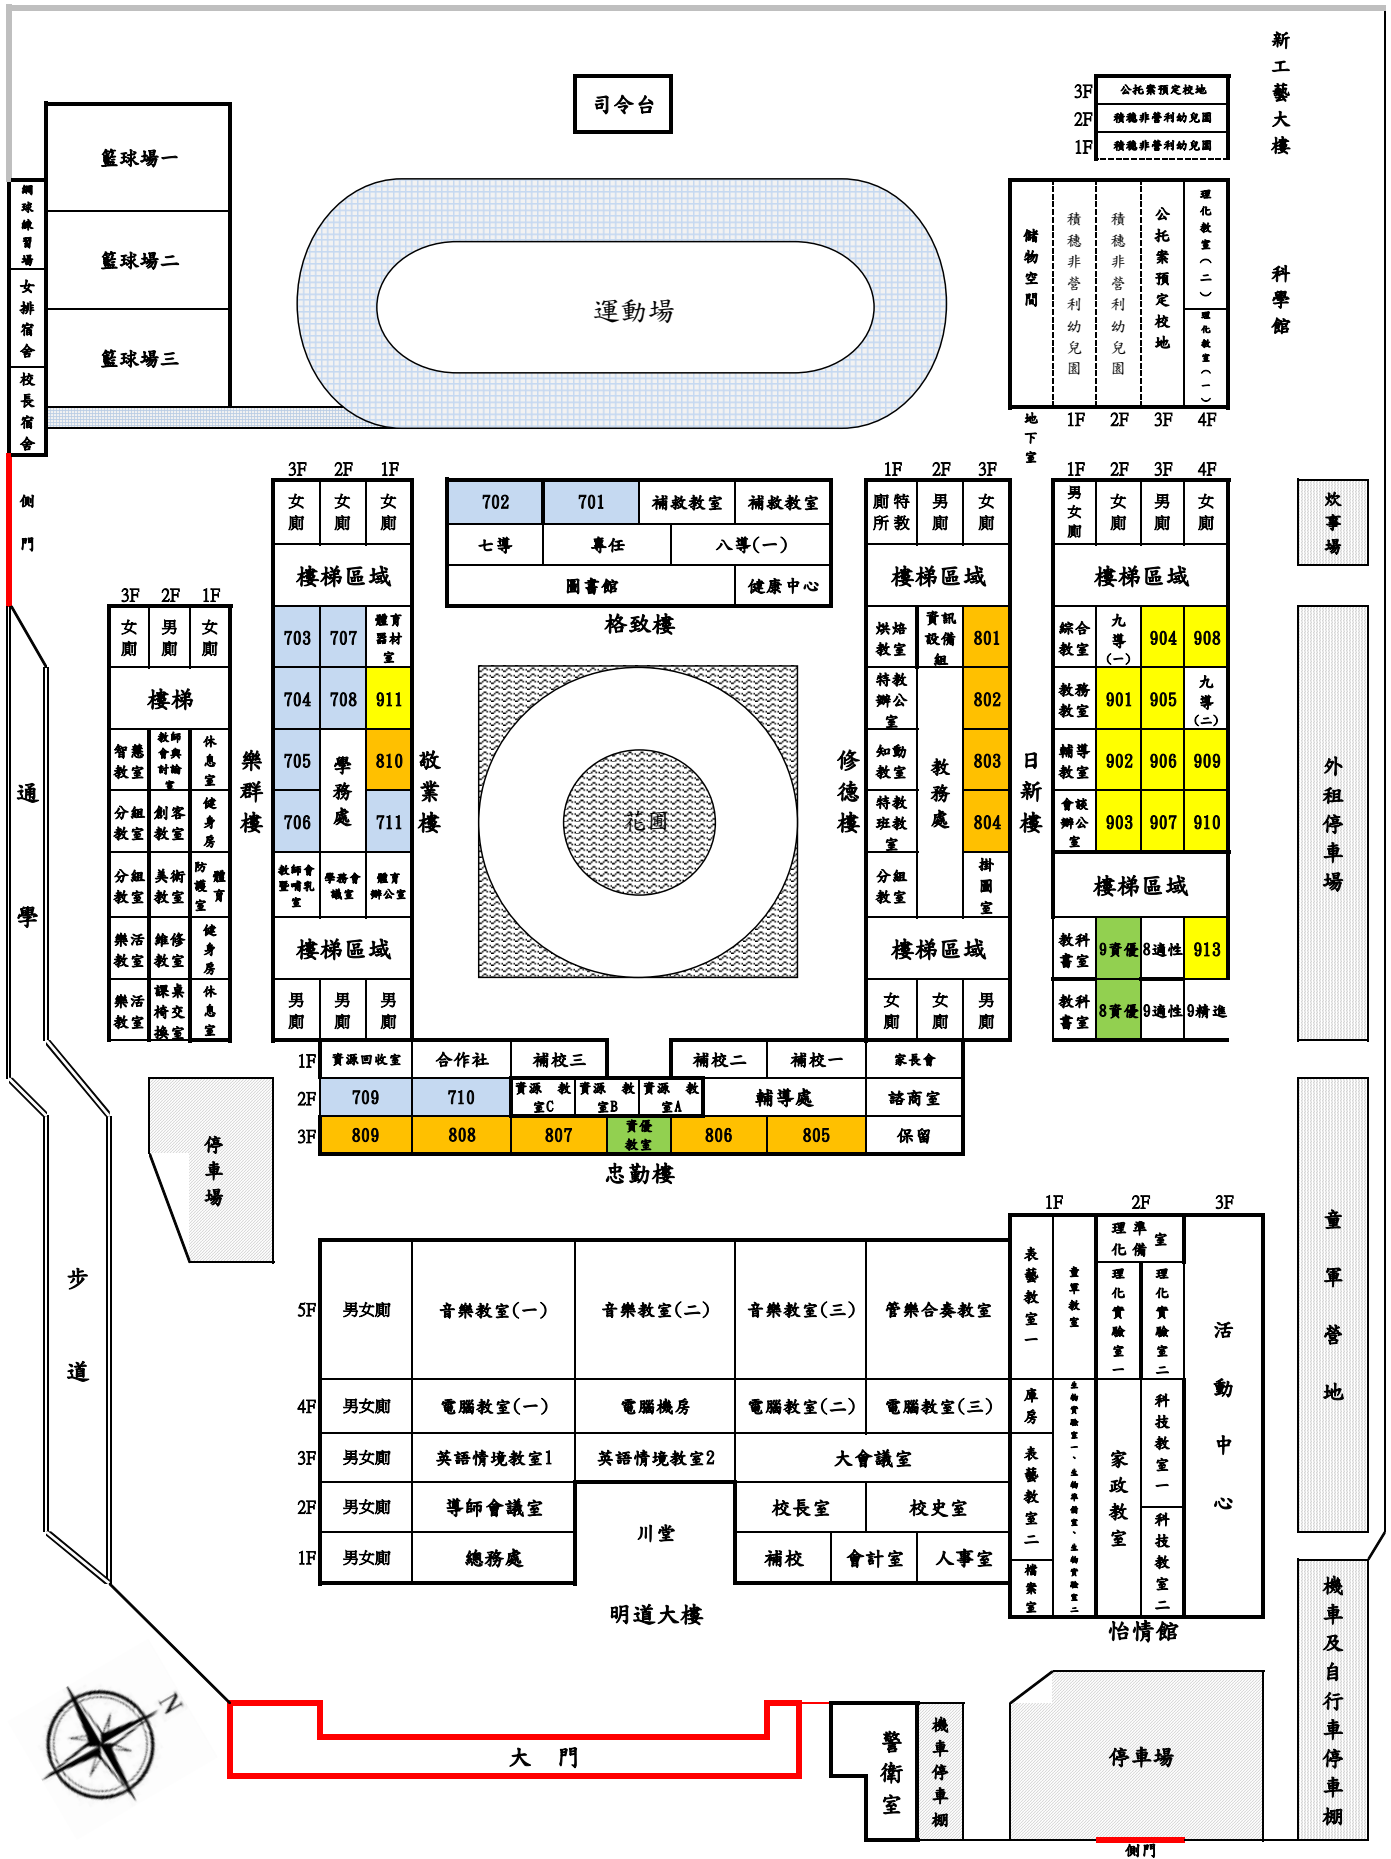 新工藝大樓
司令台
3F 公托案預定校地
2F 積穗非營利幼兒園
1F 積穗非營利幼兒園
籃球場一
籃球場二
籃球場三
網球練習場
女排宿舍
校長宿舍
運動場
儲物空間
積穗非營利幼兒園
積穗非營利幼兒園
公托案預定校地
理化教室(二)
理化教室(一)
地下室 1F 2F 3F 4F
科學館
側門
3F 2F 1F
女廁 女廁 女廁
樓梯區域
703 707 體育器材室
704 708 911
705 學務處 810
706 711
教師會暨哺乳室 學務會議室 體育辦公室
樓梯區域
男廁 男廁 男廁
敬業樓
702 701 補救教室 補救教室
七導 專任 八導(一)
圖書館 健康中心
格致樓
花圃
1F 2F 3F
廁所 特教 男廁 女廁
樓梯區域
烘焙教室 資訊設備組 801
特教辦公室 802
知動教室 教務處 803
特教班教室 804
分組教室 掛圖室
樓梯區域
女廁 女廁 男廁
修德樓
1F 2F 3F 4F
男女廁 女廁 男廁 女廁
樓梯區域
綜合教室 九導(一) 904 908
教務教室 901 905 九導(二)
輔導教室 902 906 909
會談辦公室 903 907 910
樓梯區域
教科書室 9資優 8適性 913
教科書室 8資優 9適性 9精進
日新樓
炊事場
外租停車場
3F 2F 1F
女廁 男廁 女廁
樓梯
智慧教室 教師會與討論室 休息室
分組教室 創客教室 健身房
分組教室 美術教室 防護室 體育
樂活教室 維修教室 健身房
樂活教室 課桌椅交換室 休息室
樂群樓
通學步道
停車場
1F 資源回收室 合作社 補校三 補校二 補校一 家長會
2F 709 710 資源教室C 資源教室B 資源教室A 輔導處 諮商室
3F 809 808 807 資優教室 806 805 保留
忠勤樓
童軍營地
5F 男女廁 音樂教室(一) 音樂教室(二) 音樂教室(三) 管樂合奏教室
4F 男女廁 電腦教室(一) 電腦機房 電腦教室(二) 電腦教室(三)
3F 男女廁 英語情境教室1 英語情境教室2 大會議室
2F 男女廁 導師會議室 川堂 校長室 校史室
1F 男女廁 總務處 補校 會計室 人事室
明道大樓
1F 2F 3F
表藝教室一
庫房
表藝教室二
檔案室
童軍教室
生物實驗室一、生物準備室、生物實驗室二
理化準備室
理化實驗室一
理化實驗室二
家政教室
科技教室一
科技教室二
活動中心
怡情館
機車及自行車停車棚
N
大門
警衛室
機車停車棚
停車場
側門